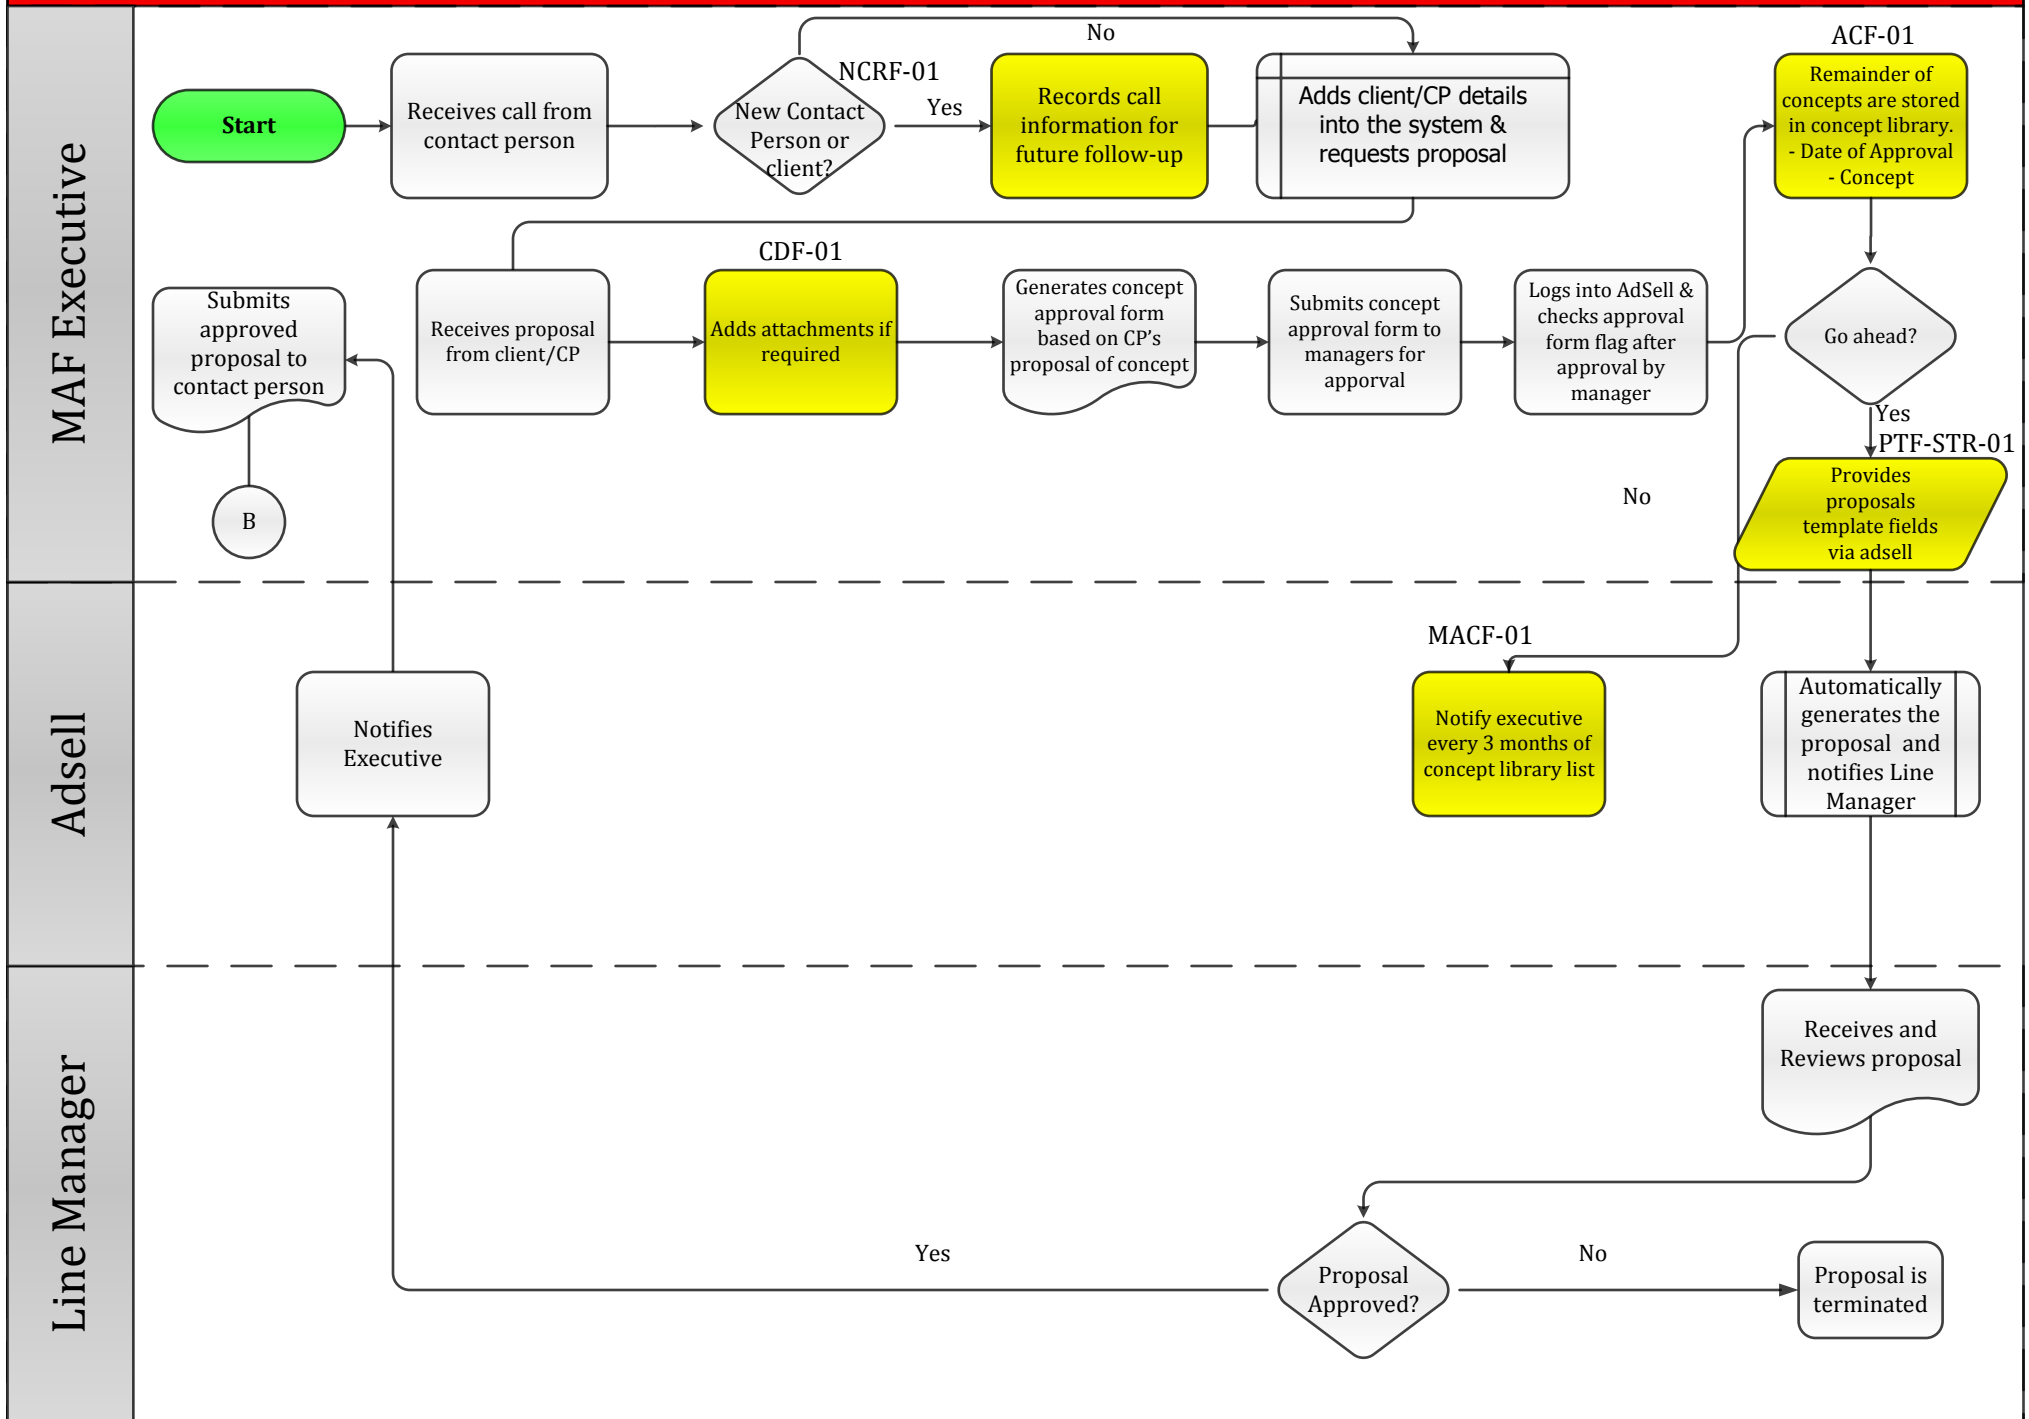 MAF Executive
Start
Receives call from
contact person
New Contact
Person or
client?
NCRF-01
Yes
No
Records call
information for
future follow-up
Adds client/CP details
into the system &
requests proposal
ACF-01
Remainder of
concepts are stored
in concept library.
- Date of Approval
- Concept
Submits
approved
proposal to
contact person
B
Receives proposal
from client/CP
CDF-01
Adds attachments if
required
Generates concept
approval form
based on CP's
proposal of concept
Submits concept
approval form to
managers for
apporval
Logs into AdSell &
checks approval
form flag after
approval by
manager
Go ahead?
Yes
No
PTF-STR-01
Provides
proposals
template fields
via adsell
Adsell
Notifies
Executive
MACF-01
Notify executive
every 3 months of
concept library list
Automatically
generates the
proposal and
notifies Line
Manager
Line Manager
Receives and
Reviews proposal
Proposal
Approved?
Yes
No
Proposal is
terminated